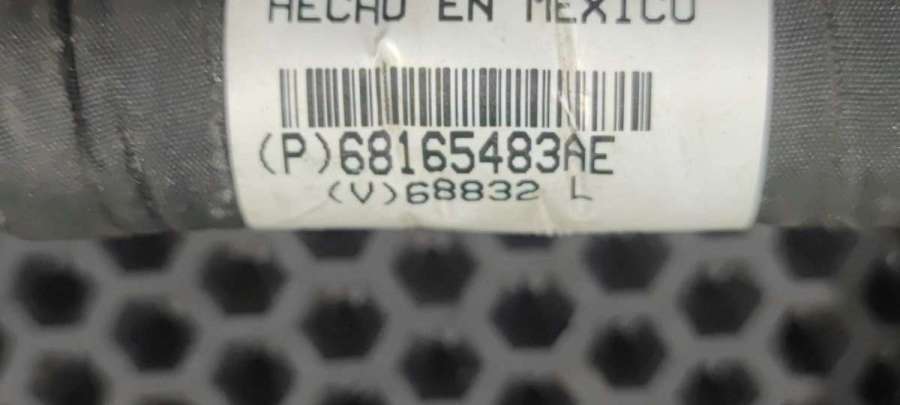 HECHO EN MEXICO
(P)68165483AE
(V)68832 L